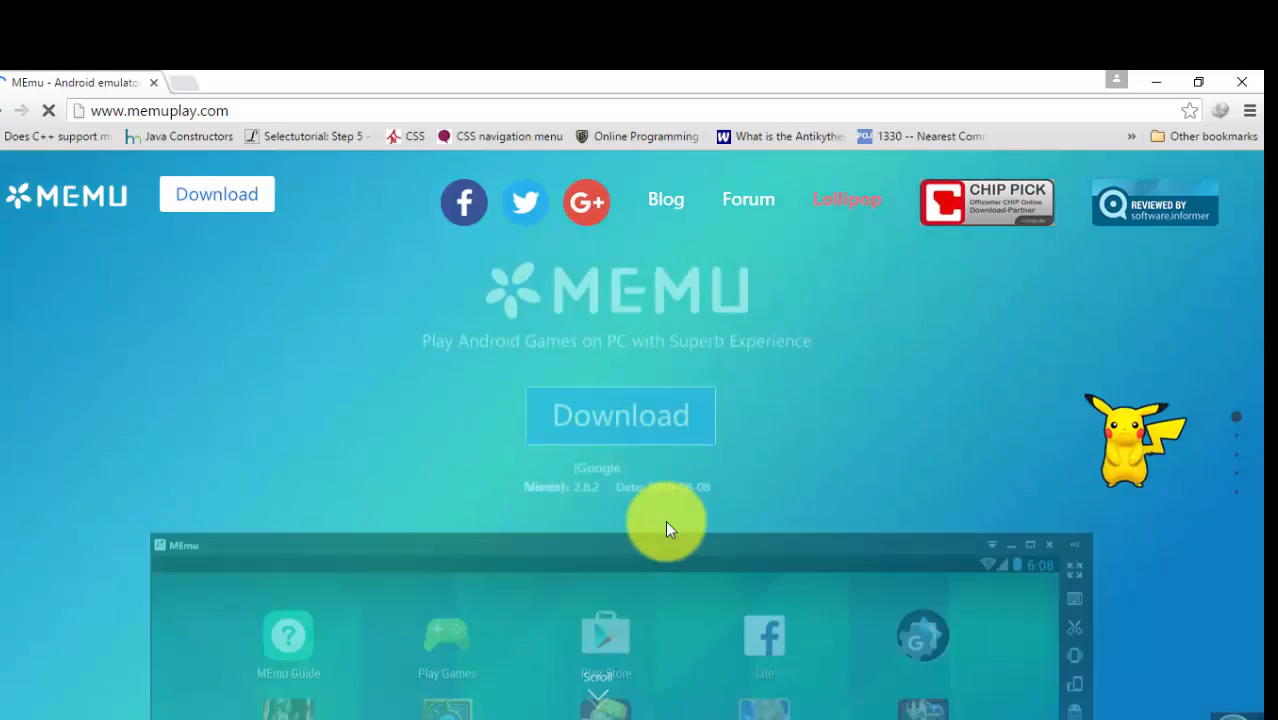 MEmu - Android emulato
www.memuplay.com
Does C++ support m
Java Constructors
Selectutorial: Step 5 -
CSS
CSS navigation menu
Online Programming
What is the Antikythe
POJ 1330 -- Nearest Com
»
Other bookmarks
MEMU
Download
f
G+
Blog
Forum
Lollipop
CHIP PICK
Offizieller CHIP Online
Download-Partner
REVIEWED BY
software.informer
MEMU
Play Android Games on PC with Superb Experience
Download
(Google
: 2.8.2 Date:
MEmu
6:08
MEmu Guide
Play Games
Play Store
Lite
Scroll